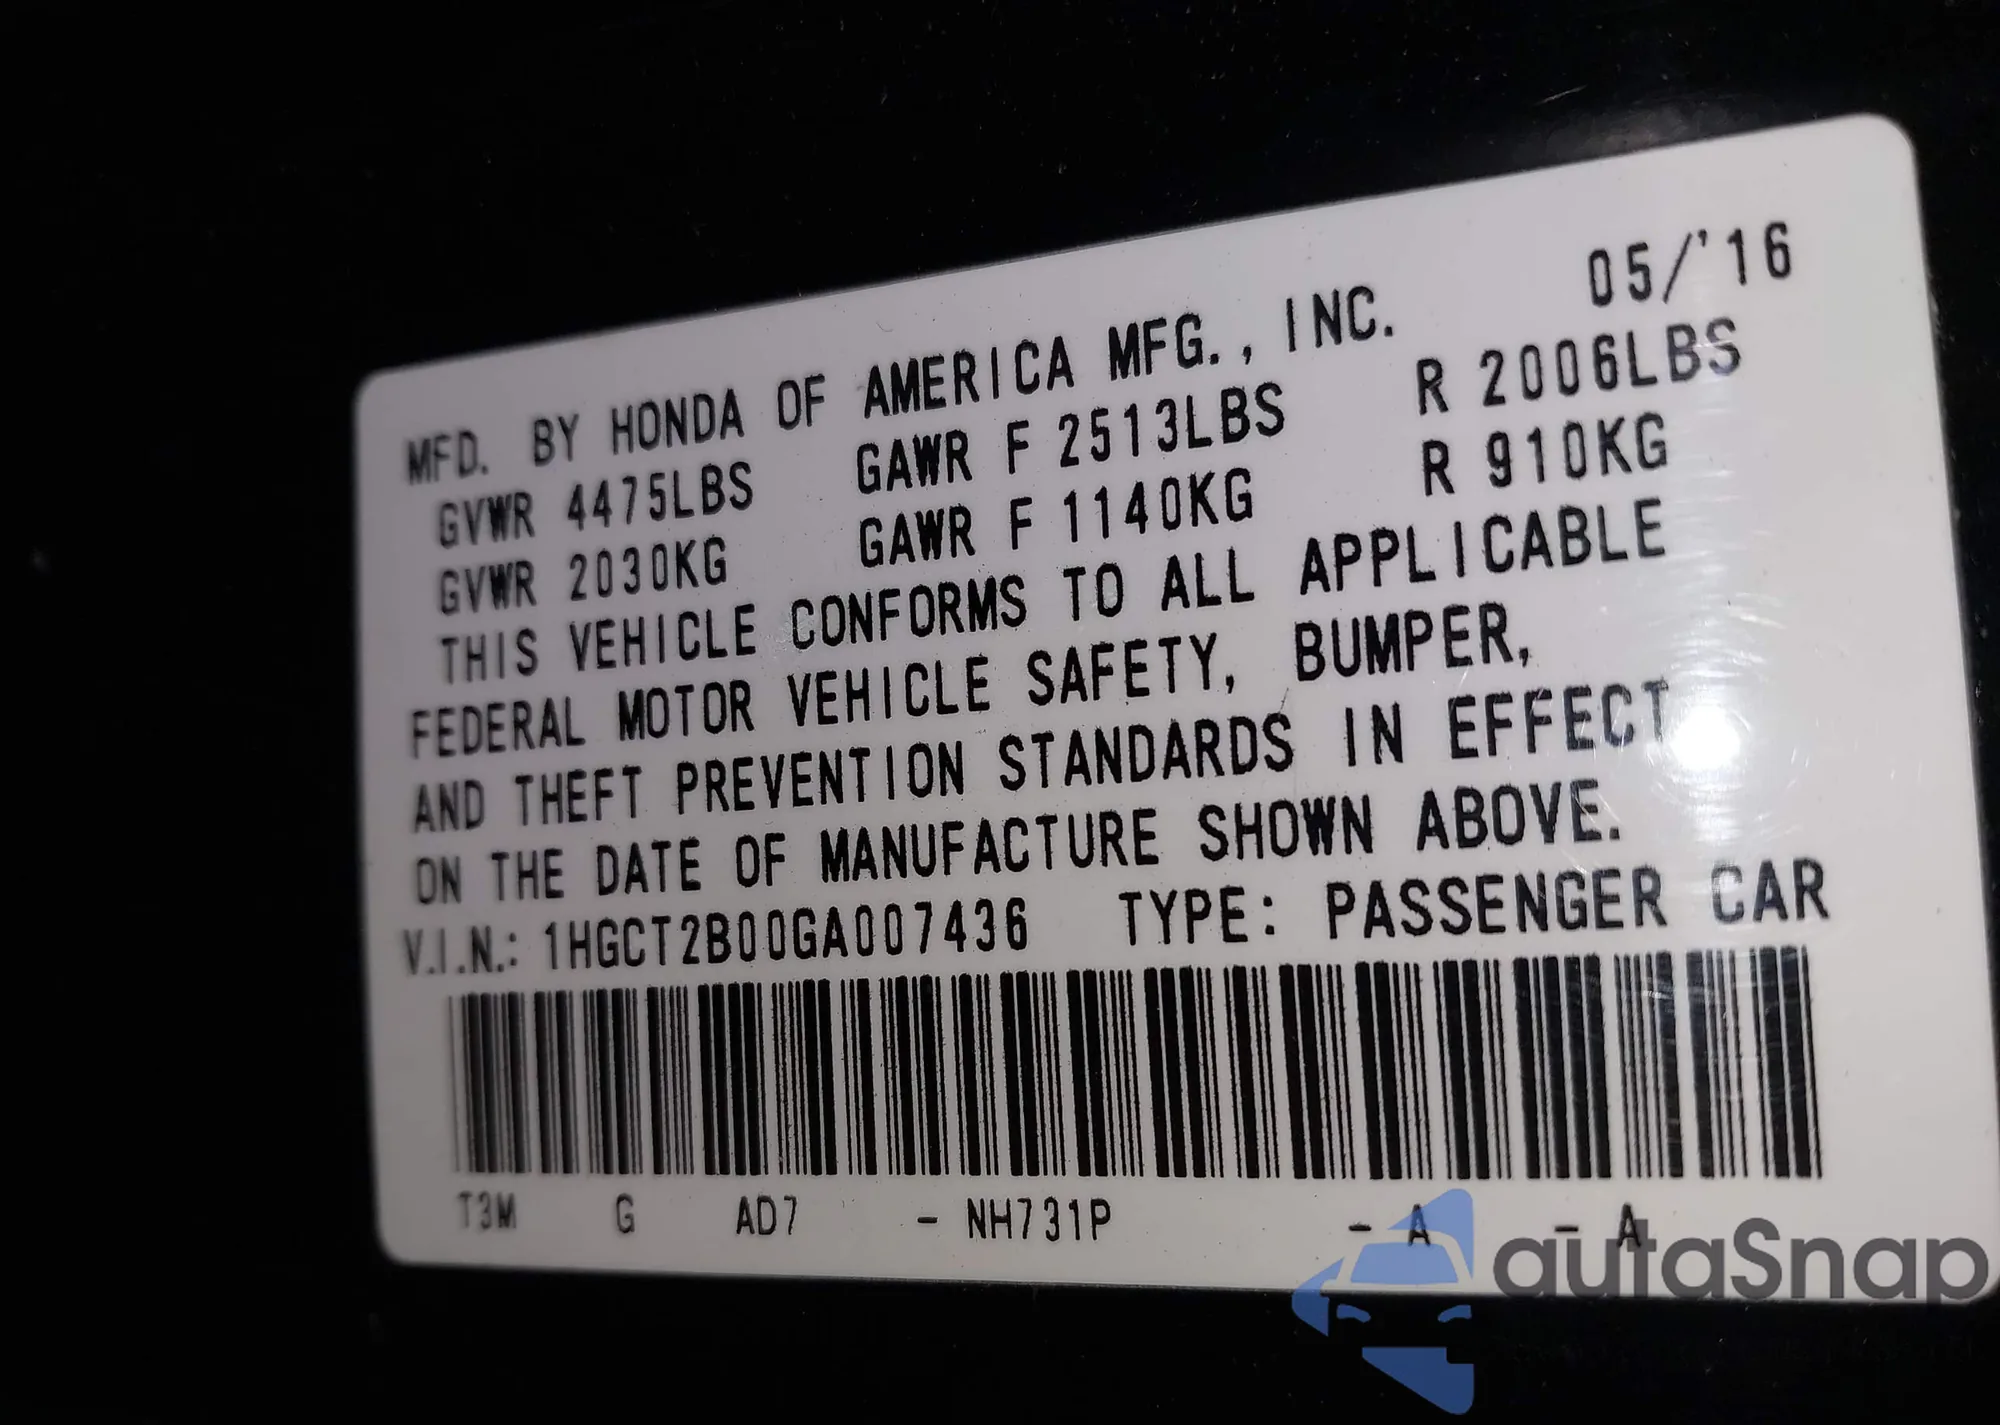 05/'16
MFD. BY HONDA OF AMERICA MFG., INC.
GVWR 4475LBS GAWR F 2513LBS R 2006LBS
GVWR 2030KG GAWR F 1140KG R 910KG
THIS VEHICLE CONFORMS TO ALL APPLICABLE
FEDERAL MOTOR VEHICLE SAFETY, BUMPER,
AND THEFT PREVENTION STANDARDS IN EFFECT
ON THE DATE OF MANUFACTURE SHOWN ABOVE.
V.I.N.: 1HGCT2B00GA007436 TYPE: PASSENGER CAR
T3M G AD7 - NH731P - A - A
autaSnap